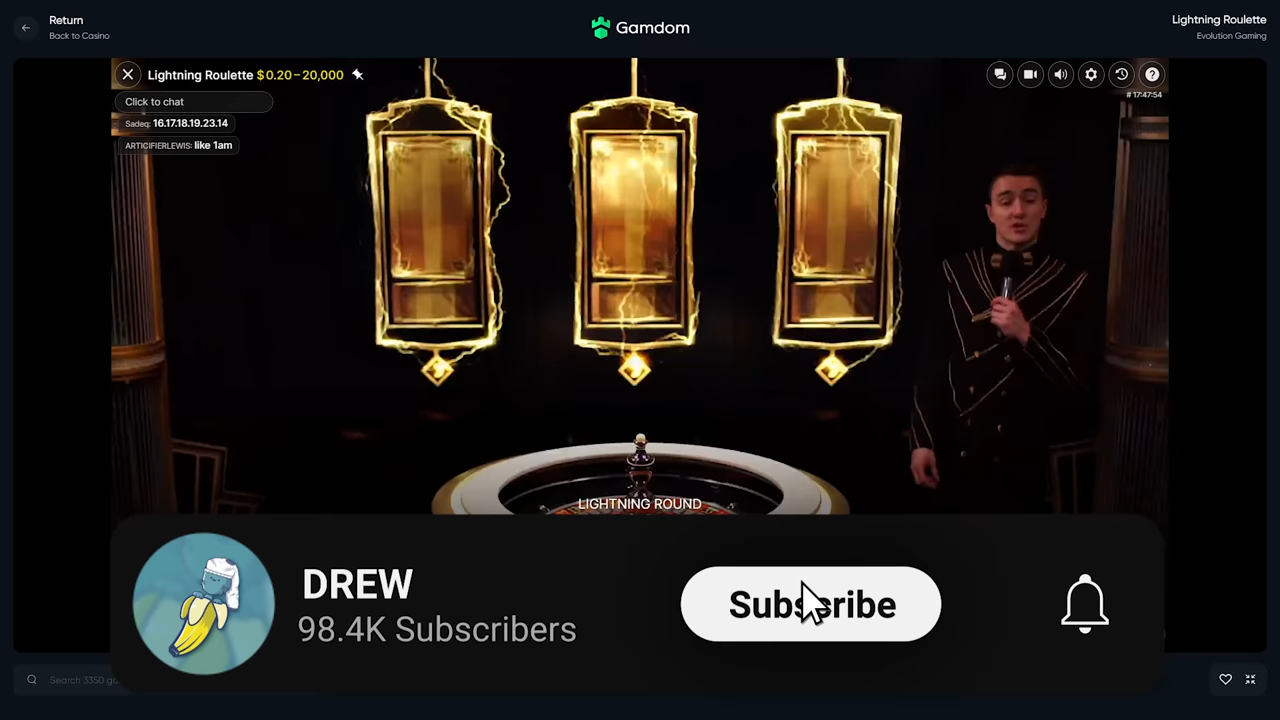 Return
Back to Casino
Gamdom
Lightning Roulette
Evolution Gaming
Lightning Roulette $0.20–20,000
Click to chat
# 17:47:54
Sadeq: 16.17.18.19.23.14
ARTICIFIERLEWIS: like 1am
LIGHTNING ROUND
DREW
98.4K Subscribers
Subscribe
Search 3350